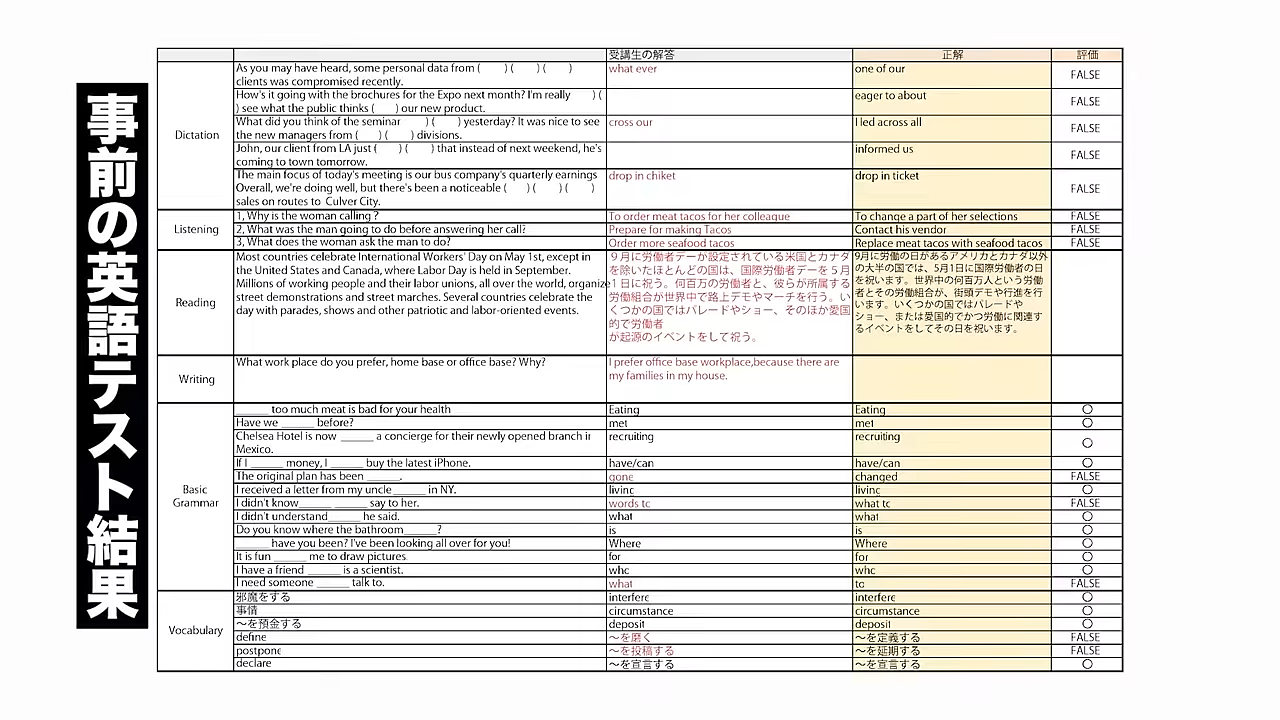 事前の英語テスト結果
受講生の解答 正解 評価
Dictation
As you may have heard, some personal data from ( ) ( ) ( )
clients was compromised recently.
what ever
one of our
FALSE
How's it going with the brochures for the Expo next month? I'm really ) (
) see what the public thinks ( ) our new product.
eager to about
FALSE
What did you think of the seminar ) ( ) yesterday? It was nice to see
the new managers from ( ) ( ) divisions.
cross our
I led across all
FALSE
John, our client from LA just ( ) ( ) that instead of next weekend, he's
coming to town tomorrow.
informed us
FALSE
The main focus of today's meeting is our bus company's quarterly earnings
Overall, we're doing well, but there's been a noticeable ( ) ( ) ( )
sales on routes to Culver City.
drop in chiket
drop in ticket
FALSE
Listening
1, Why is the woman calling ? To order meat tacos for her colleague To change a part of her selections FALSE
2. What was the man going to do before answering her call? Prepare for making Tacos Contact his vendor FALSE
3, What does the woman ask the man to do? Order more seafood tacos Replace meat tacos with seafood tacos FALSE
Reading
Most countries celebrate International Workers' Day on May 1st, except in
the United States and Canada, where Labor Day is held in September.
Millions of working people and their labor unions, all over the world, organize
street demonstrations and street marches. Several countries celebrate the
day with parades, shows and other patriotic and labor-oriented events.
９月に労働者デーが設定されている米国とカナダ
を除いたほとんどの国は、国際労働者デーを５月
1日に祝う。何百万の労働者と、彼らが所属する
労働組合が世界中で路上デモやマーチを行う。い
くつかの国ではパレードやショー、そのほか愛国
的で労働者
が起源のイベントをして祝う。
9月に労働の日があるアメリカとカナダ以外
の大半の国では、5月1日に国際労働者の日
を祝います。世界中の何百万人という労働
者とその労働組合が、街頭デモや行進を行
います。いくつかの国ではパレードや
ショー、または愛国的でかつ労働に関連す
るイベントをしてその日を祝います。
Writing
What work place do you prefer, home base or office base? Why?
I prefer office base workplace,because there are
my families in my house.
Basic
Grammar
______ too much meat is bad for your health Eating Eating ○
Have we ______ before? met met ○
Chelsea Hotel is now ______ a concierge for their newly opened branch in
Mexico.
recruiting recruiting ○
If I ______ money, I ______ buy the latest iPhone. have/can have/can ○
The original plan has been ______. gone changed FALSE
I received a letter from my uncle ______ in NY. living living ○
I didn't know______ ______ say to her. words to what to FALSE
I didn't understand______ he said. what what ○
Do you know where the bathroom ______? is is ○
______ have you been? I've been looking all over for you! Where Where ○
It is fun ______ me to draw pictures. for for ○
I have a friend ______ is a scientist. who who ○
I need someone ______ talk to. what to FALSE
Vocabulary
邪魔をする interfere interfere ○
事情 circumstance circumstance ○
～を預金する deposit deposit ○
define ～を磨く ～を定義する FALSE
postpone ～を投稿する ～を延期する FALSE
declare ～を宣言する ～を宣言する ○